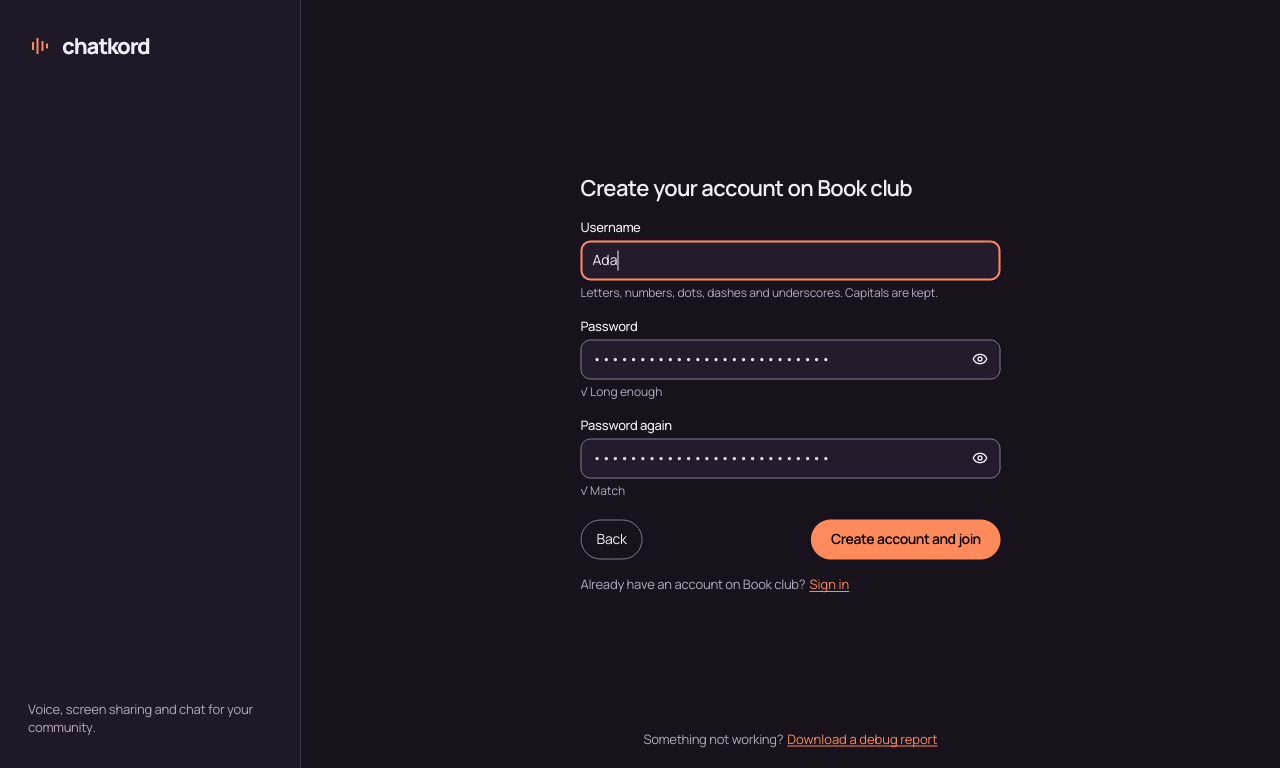 chatkord
Create your account on Book club
Username
Ada
Letters, numbers, dots, dashes and underscores. Capitals are kept.
Password
••••••••••••••••••••••••••
√ Long enough
Password again
••••••••••••••••••••••••••
√ Match
Back
Create account and join
Already have an account on Book club? Sign in
Voice, screen sharing and chat for your
community.
Something not working? Download a debug report